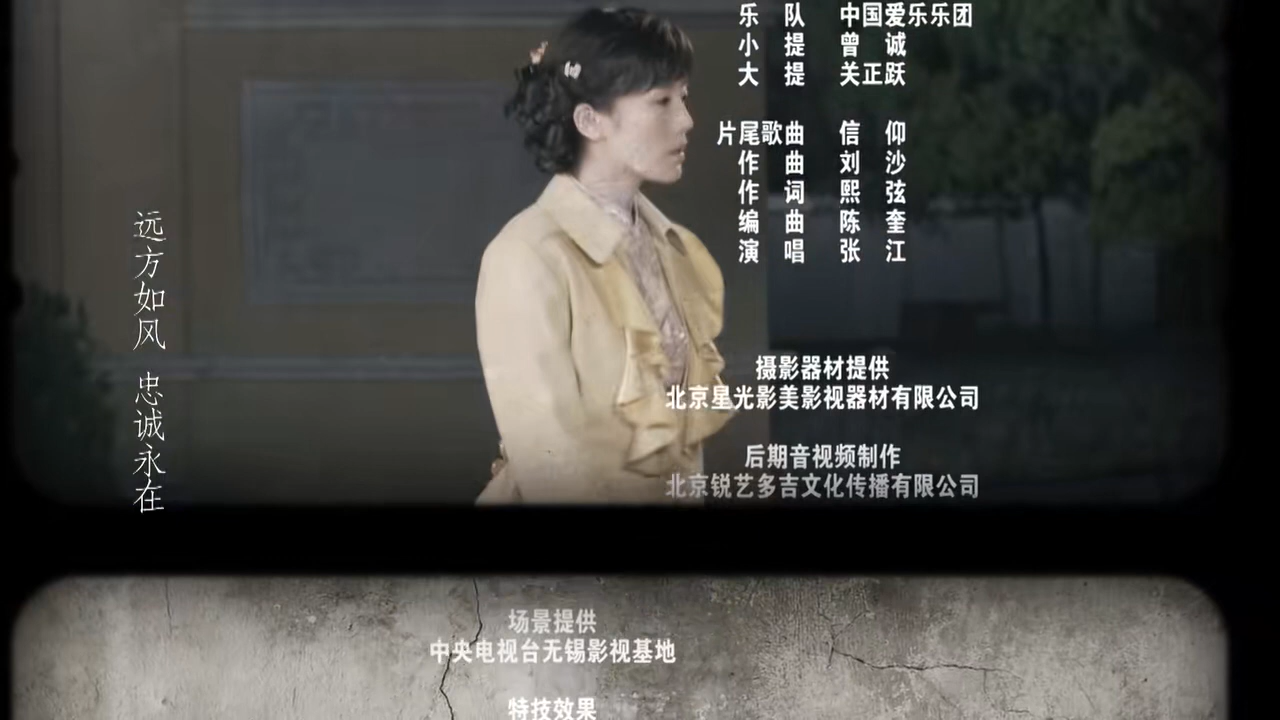 乐 队 中国爱乐乐团
小 提 曾 诚
大 提 关正跃
片尾歌曲 信 仰
作 曲 刘 沙
作 词 熙 弦
编 曲 陈 奎
演 唱 张 江
远方如风 忠诚永在
摄影器材提供
北京星光影美影视器材有限公司
后期音视频制作
北京锐艺多吉文化传播有限公司
场景提供
中央电视台无锡影视基地
特技效果